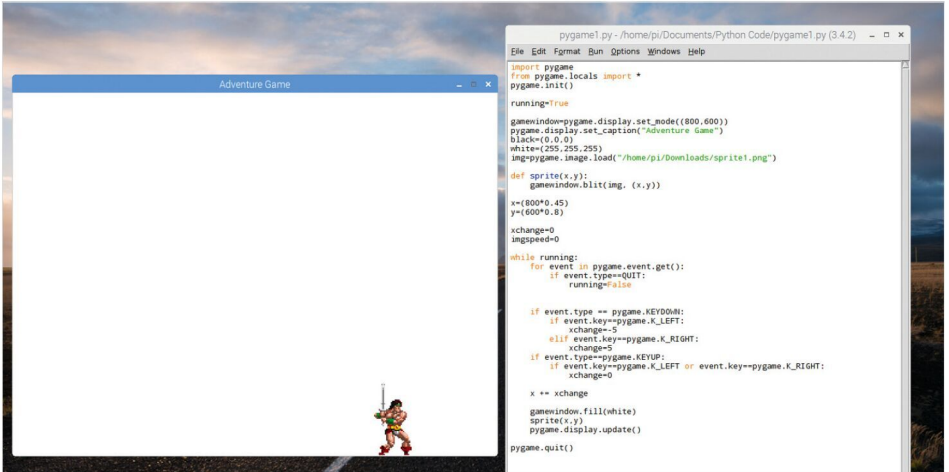 Adventure Game
pygame1.py - /home/pi/Documents/Python Code/pygame1.py (3.4.2)
File Edit Format Run Options Windows Help
import pygame
from pygame.locals import *
pygame.init()
running=True
gamewindow=pygame.display.set_mode((800,600))
pygame.display.set_caption("Adventure Game")
black=(0.0.0)
white=(255,255,255)
img=pygame.image.load("/home/pi/Downloads/sprite1.png")
def sprite(x,y):
    gamewindow.blit(img, (x,y))
x=(800*0.45)
y=(600*0.8)
xchange=0
imgspeed=0
while running:
    for event in pygame.event.get():
        if event.type==QUIT:
            running=False
    if event.type == pygame.KEYDOWN:
        if event.key==pygame.K_LEFT:
            xchange=-5
        elif event.key==pygame.K_RIGHT:
            xchange=5
    if event.type==pygame.KEYUP:
        if event.key==pygame.K_LEFT or event.key==pygame.K_RIGHT:
            xchange=0
    x += xchange
    gamewindow.fill(white)
    sprite(x,y)
    pygame.display.update()
pygame.quit()